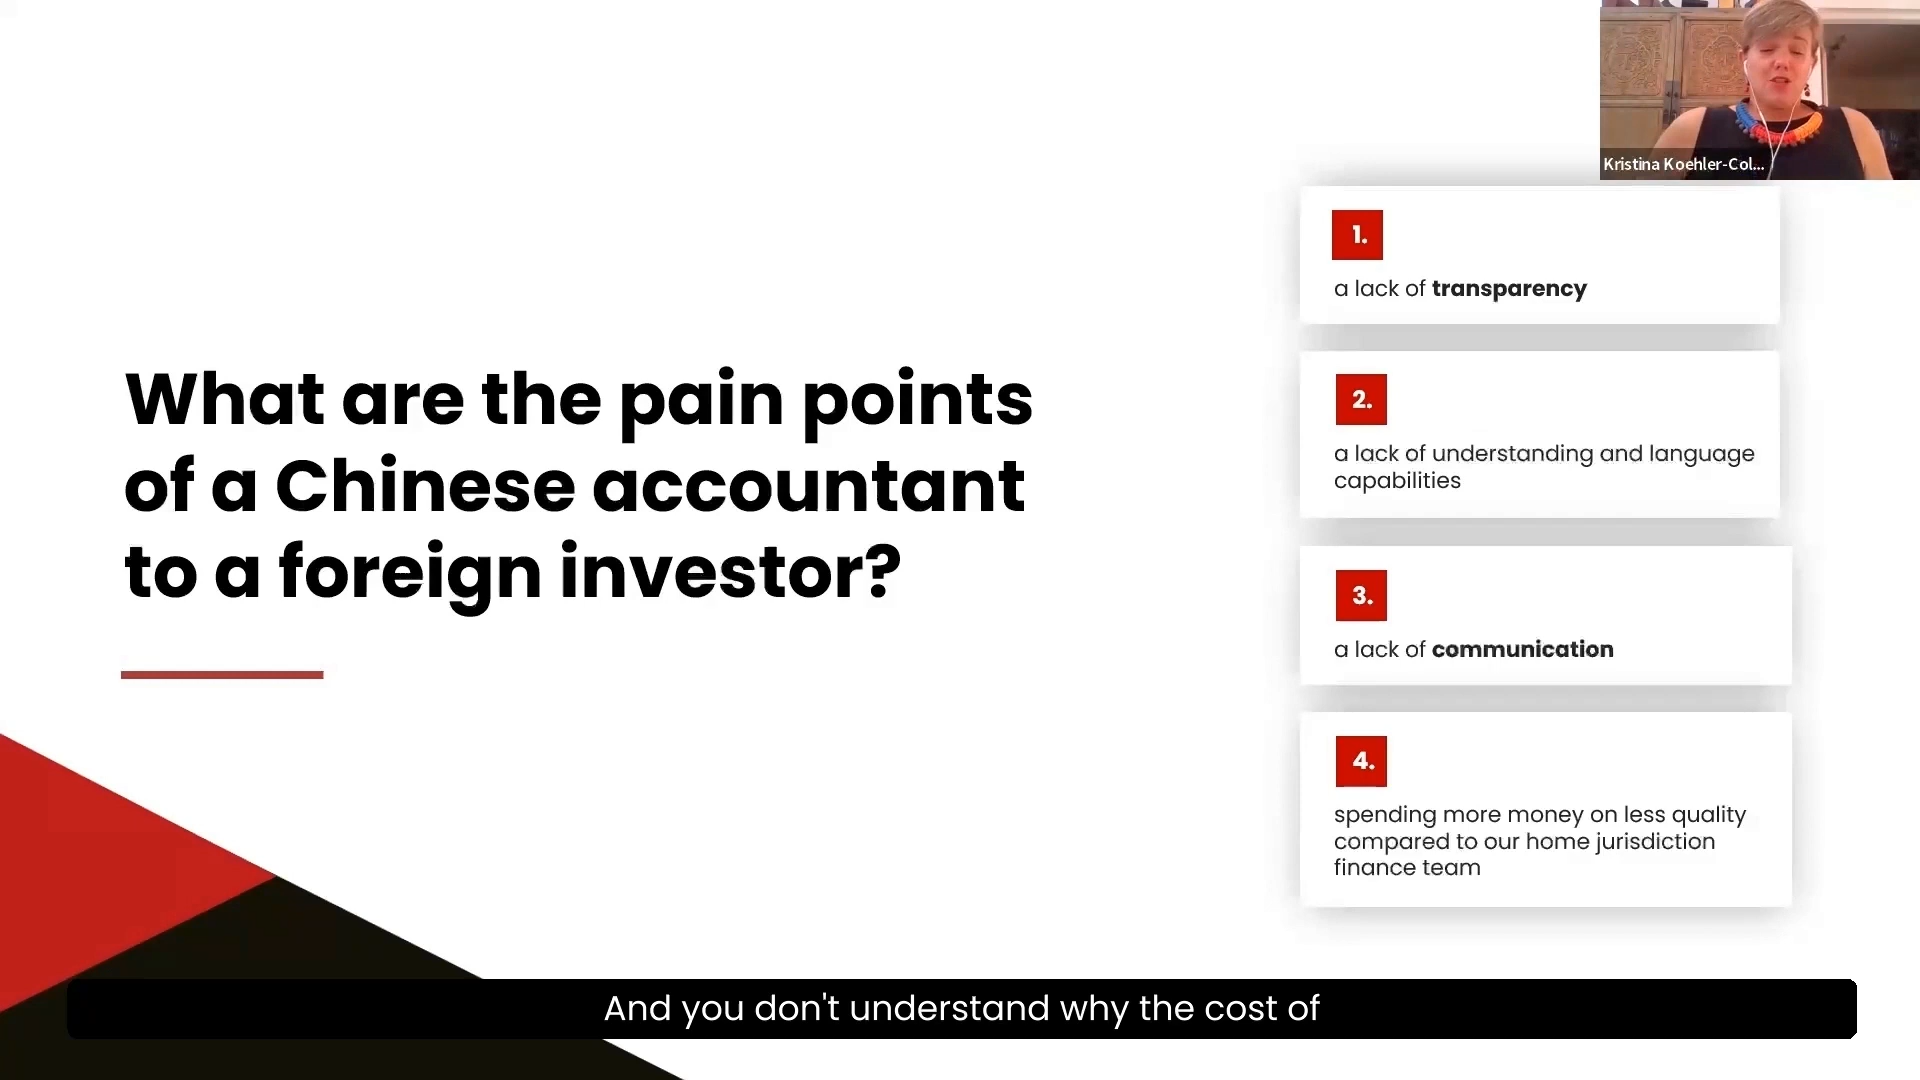 Kristina Koehler-Col...
What are the pain points
of a Chinese accountant
to a foreign investor?
1.
a lack of transparency
2.
a lack of understanding and language
capabilities
3.
a lack of communication
4.
spending more money on less quality
compared to our home jurisdiction
finance team
And you don't understand why the cost of